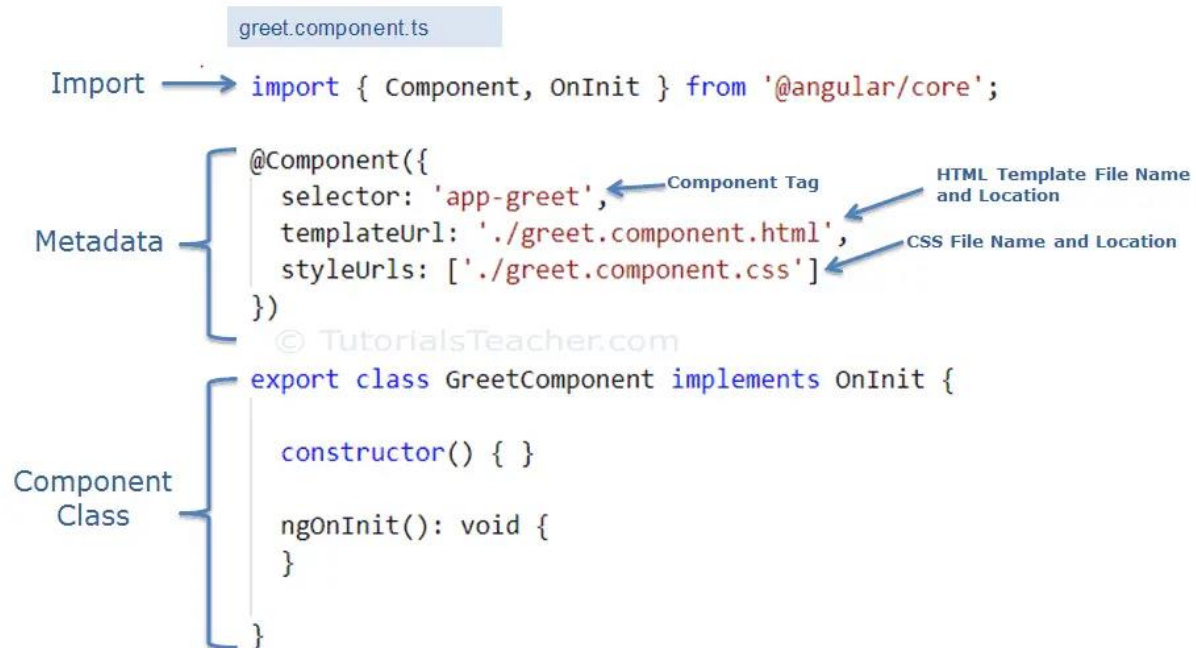 greet.component.ts
Import
import { Component, OnInit } from '@angular/core';
@Component({
selector: 'app-greet',
Component Tag
HTML Template File Name
and Location
templateUrl: './greet.component.html',
Metadata
CSS File Name and Location
styleUrls: ['./greet.component.css']
})
© TutorialsTeacher.com
export class GreetComponent implements OnInit {
constructor() { }
Component
Class
ngOnInit(): void {
}
}